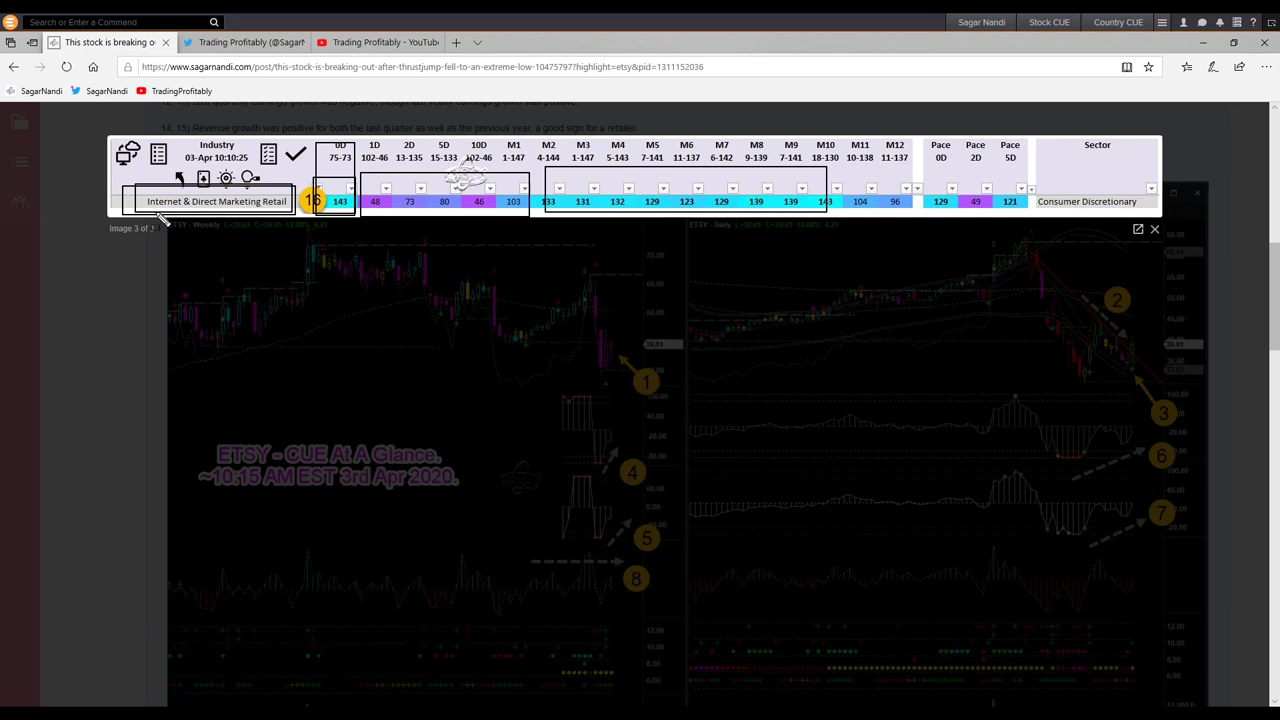 Search or Enter a Command
Sagar Nandi
Stock CUE
Country CUE
This stock is breaking o
Trading Profitably (@SagarN
Trading Profitably - YouTube
https://www.sagarnandi.com/post/this-stock-is-breaking-out-after-thrustjump-fell-to-an-extreme-low-10475797?highlight=etsy&pid=1311152036
SagarNandi
SagarNandi
TradingProfitably
14, 15) Revenue growth was positive for both the last quarter as well as the previous year, a good sign for a retailer.
Industry 0D 1D 2D 5D 10D M1 M2 M3 M4 M5 M6 M7 M8 M9 M10 M11 M12 Pace Pace Pace Sector
03-Apr 10:10:25 75-73 102-46 13-135 15-133 102-46 1-147 4-144 1-147 5-143 7-141 11-137 6-142 9-139 7-141 18-130 10-138 11-137 0D 2D 5D
Internet & Direct Marketing Retail 16 143 48 73 80 46 103 133 131 132 129 123 129 139 139 143 104 96 129 49 121 Consumer Discretionary
Image 3 of
ETSY - Weekly
ETSY - Daily
ETSY - CUE At A Glance.
~10:15 AM EST 3rd Apr 2020.
1
2
3
4
5
6
7
8